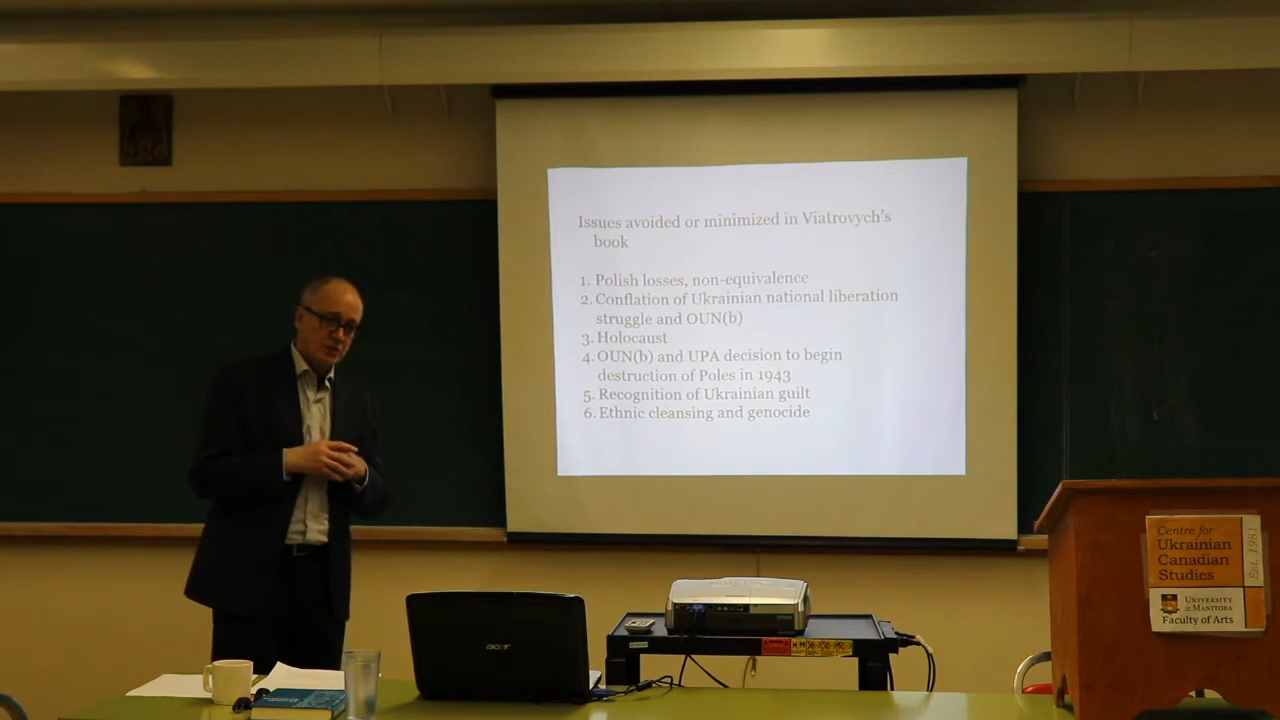 Issues avoided or minimized in Viatrovych's
book
1. Polish losses, non-equivalence
2. Conflation of Ukrainian national liberation
struggle and OUN(b)
3. Holocaust
4. OUN(b) and UPA decision to begin
destruction of Poles in 1943
5. Recognition of Ukrainian guilt
6. Ethnic cleansing and genocide
Centre for
Ukrainian
Canadian
Studies
Est. 1981
UNIVERSITY
OF MANITOBA
Faculty of Arts
acer